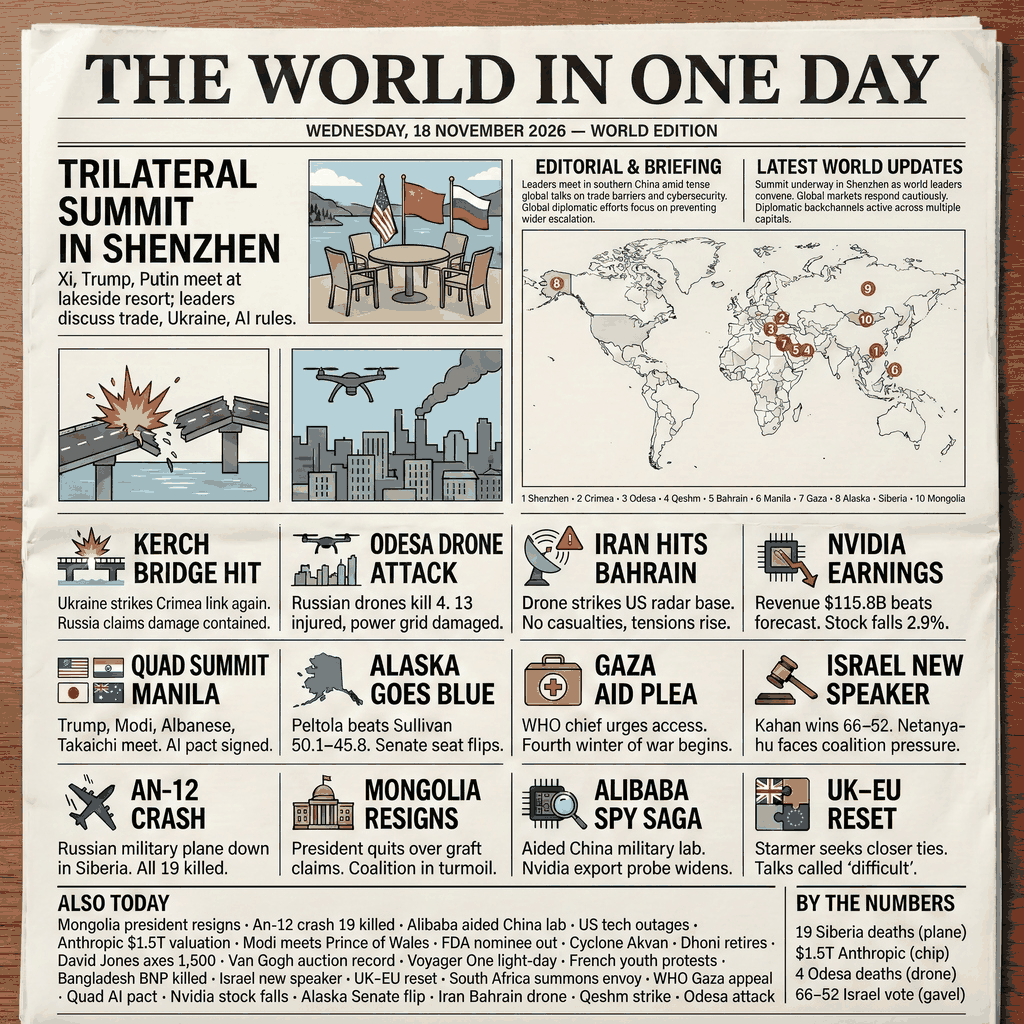 THE WORLD IN ONE DAY
WEDNESDAY, 18 NOVEMBER 2026 — WORLD EDITION
TRILATERAL
SUMMIT
IN SHENZHEN
Xi, Trump, Putin meet at
lakeside resort; leaders
discuss trade, Ukraine, AI rules.
EDITORIAL & BRIEFING
Leaders meet in southern China amid tense
global talks on trade barriers and cybersecurity.
Global diplomatic efforts focus on preventing
wider escalation.
LATEST WORLD UPDATES
Summit underway in Shenzhen as world leaders
convene. Global markets respond cautiously.
Diplomatic backchannels active across multiple
capitals.
8
9
2
10
3
7
5
4
1
6
1 Shenzhen • 2 Crimea • 3 Odesa • 4 Qeshm • 5 Bahrain • 6 Manila • 7 Gaza • 8 Alaska • Siberia • 10 Mongolia
KERCH
BRIDGE HIT
Ukraine strikes Crimea link again.
Russia claims damage contained.
ODESA DRONE
ATTACK
Russian drones kill 4. 13
injured, power grid damaged.
IRAN HITS
BAHRAIN
Drone strikes US radar base.
No casualties, tensions rise.
NVIDIA
EARNINGS
Revenue $115.8B beats
forecast. Stock falls 2.9%.
QUAD SUMMIT
MANILA
Trump, Modi, Albanese,
Takaichi meet. AI pact signed.
ALASKA
GOES BLUE
Peltola beats Sullivan
50.1–45.8. Senate seat flips.
GAZA
AID PLEA
WHO chief urges access.
Fourth winter of war begins.
ISRAEL NEW
SPEAKER
Kahan wins 66–52. Netanya-
hu faces coalition pressure.
AN-12
CRASH
Russian military plane down
in Siberia. All 19 killed.
MONGOLIA
RESIGNS
President quits over graft
claims. Coalition in turmoil.
ALIBABA
SPY SAGA
Aided China military lab.
Nvidia export probe widens.
UK–EU
RESET
Starmer seeks closer ties.
Talks called ‘difficult’.
ALSO TODAY
Mongolia president resigns • An-12 crash 19 killed • Alibaba aided China lab • US tech outages •
Anthropic $1.5T valuation • Modi meets Prince of Wales • FDA nominee out • Cyclone Akvan • Dhoni retires •
David Jones axes 1,500 • Van Gogh auction record • Voyager One light-day • French youth protests •
Bangladesh BNP killed • Israel new speaker • UK–EU reset • South Africa summons envoy • WHO Gaza appeal
• Quad AI pact • Nvidia stock falls • Alaska Senate flip • Iran Bahrain drone • Qeshm strike • Odesa attack
BY THE NUMBERS
19 Siberia deaths (plane)
$1.5T Anthropic (chip)
4 Odesa deaths (drone)
66–52 Israel vote (gavel)